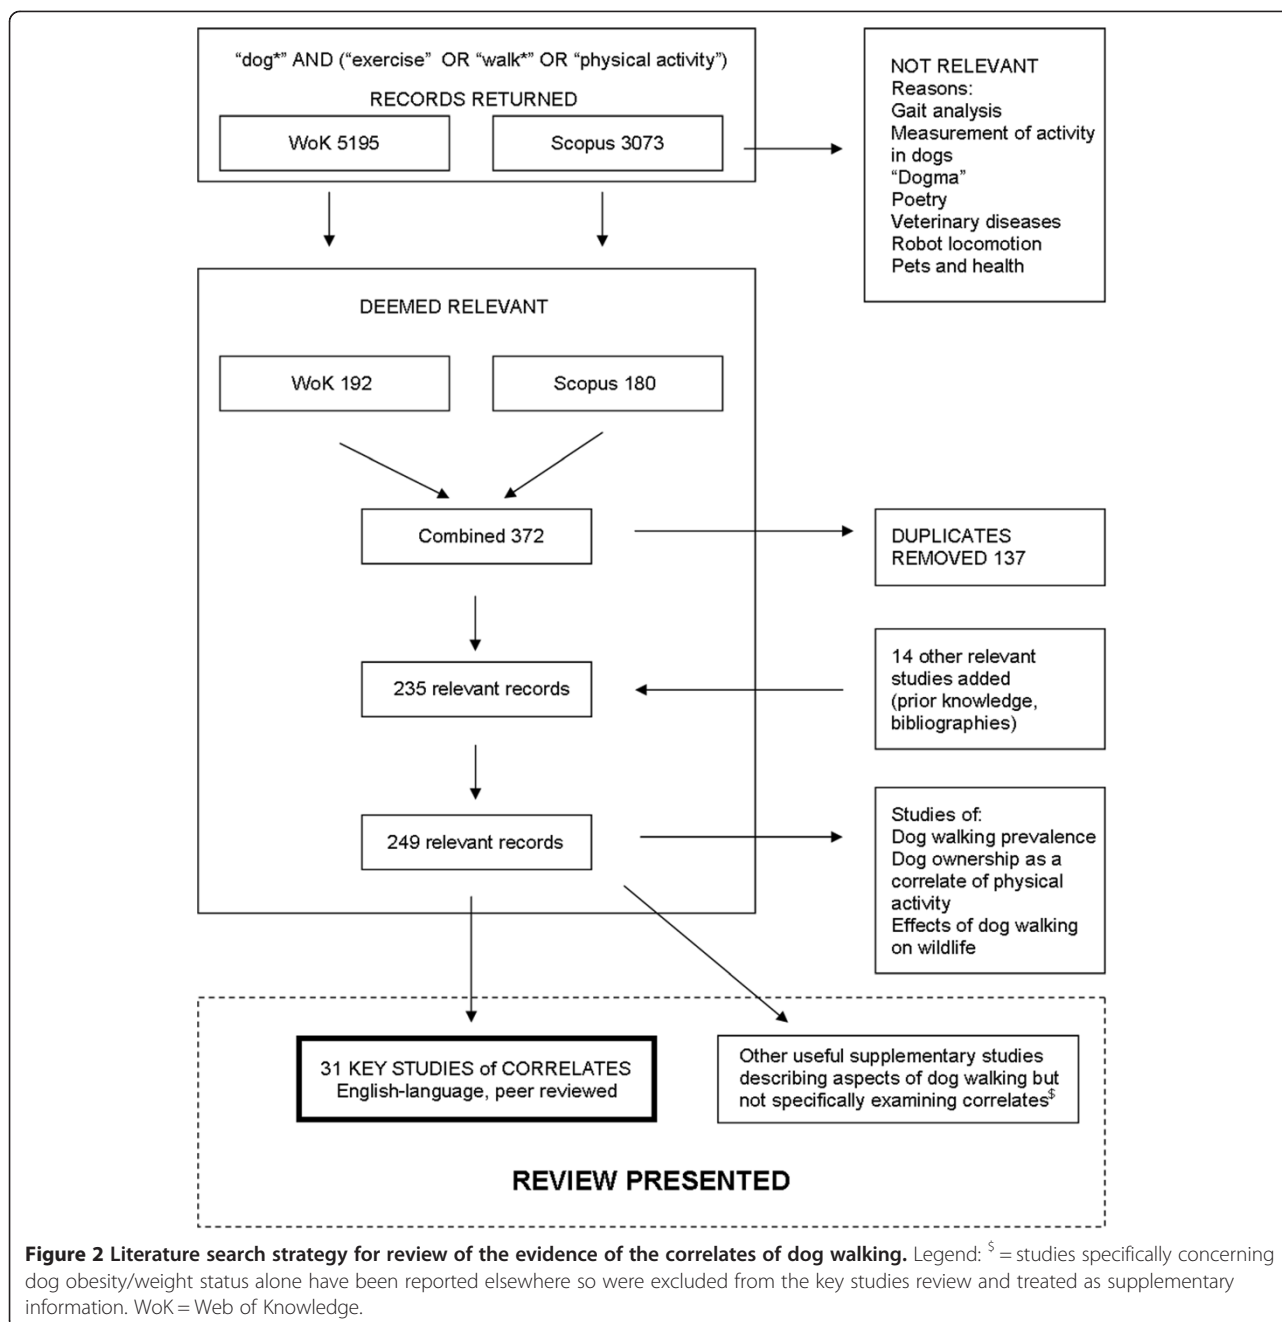 “dog*” AND (“exercise” OR “walk*” OR “physical activity”)
RECORDS RETURNED
WoK 5195
Scopus 3073
NOT RELEVANT
Reasons:
Gait analysis
Measurement of activity
in dogs
“Dogma”
Poetry
Veterinary diseases
Robot locomotion
Pets and health
DEEMED RELEVANT
WoK 192
Scopus 180
Combined 372
DUPLICATES
REMOVED 137
235 relevant records
14 other relevant
studies added
(prior knowledge,
bibliographies)
249 relevant records
Studies of:
Dog walking prevalence
Dog ownership as a
correlate of physical
activity
Effects of dog walking
on wildlife
31 KEY STUDIES of CORRELATES
English-language, peer reviewed
Other useful supplementary studies
describing aspects of dog walking but
not specifically examining correlates$
REVIEW PRESENTED
Figure 2 Literature search strategy for review of the evidence of the correlates of dog walking. Legend: $ = studies specifically concerning
dog obesity/weight status alone have been reported elsewhere so were excluded from the key studies review and treated as supplementary
information. WoK = Web of Knowledge.